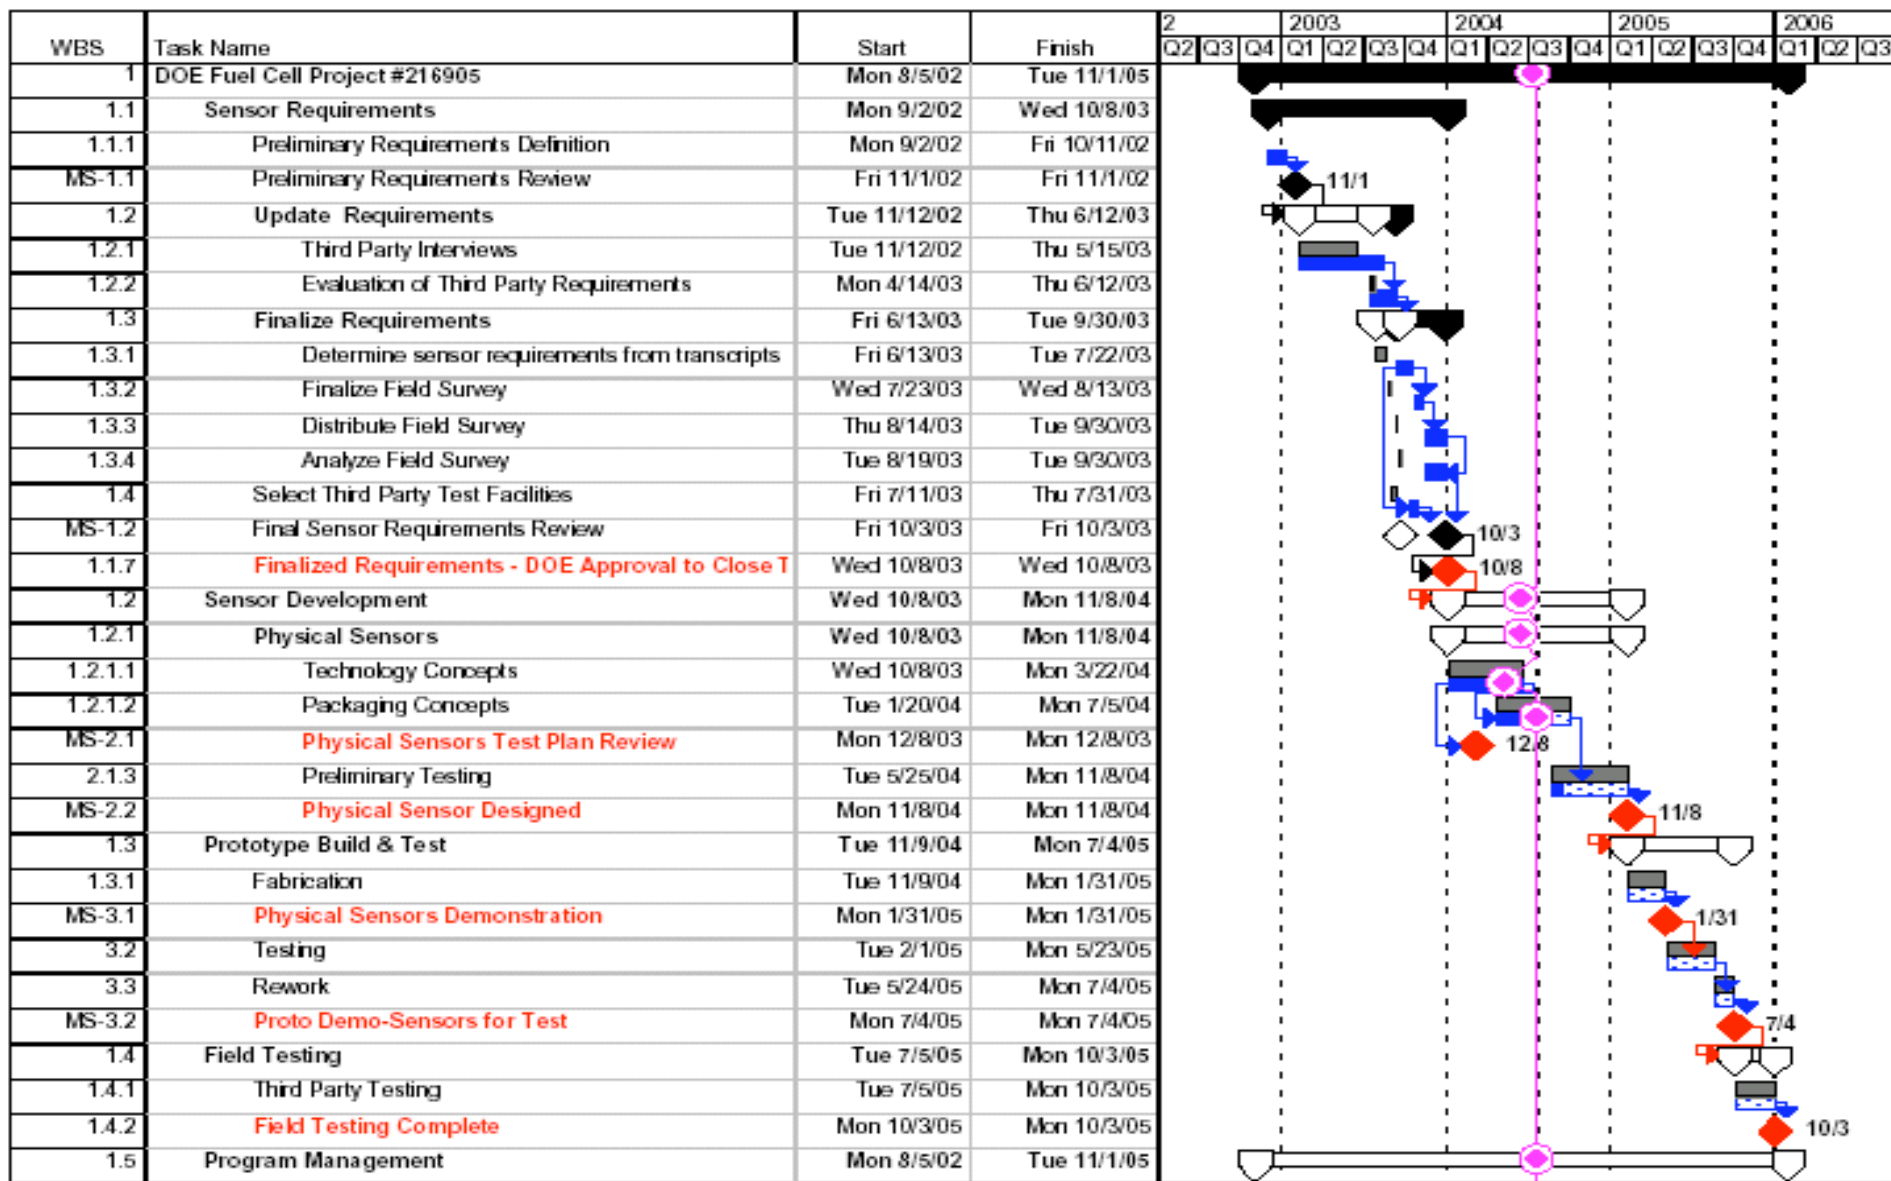 2 2003 2004 2005 2006
WBS Task Name Start Finish Q2 Q3 Q4 Q1 Q2 Q3 Q4 Q1 Q2 Q3 Q4 Q1 Q2 Q3 Q4 Q1 Q2 Q3
1 DOE Fuel Cell Project #216905 Mon 8/5/02 Tue 11/1/05
1.1 Sensor Requirements Mon 9/2/02 Wed 10/8/03
1.1.1 Preliminary Requirements Definition Mon 9/2/02 Fri 10/11/02
MS-1.1 Preliminary Requirements Review Fri 11/1/02 Fri 11/1/02 11/1
1.2 Update Requirements Tue 11/12/02 Thu 6/12/03
1.2.1 Third Party Interviews Tue 11/12/02 Thu 5/15/03
1.2.2 Evaluation of Third Party Requirements Mon 4/14/03 Thu 6/12/03
1.3 Finalize Requirements Fri 6/13/03 Tue 9/30/03
1.3.1 Determine sensor requirements from transcripts Fri 6/13/03 Tue 7/22/03
1.3.2 Finalize Field Survey Wed 7/23/03 Wed 8/13/03
1.3.3 Distribute Field Survey Thu 8/14/03 Tue 9/30/03
1.3.4 Analyze Field Survey Tue 8/19/03 Tue 9/30/03
1.4 Select Third Party Test Facilities Fri 7/11/03 Thu 7/31/03
MS-1.2 Final Sensor Requirements Review Fri 10/3/03 Fri 10/3/03 10/3
1.1.7 Finalized Requirements - DOE Approval to Close T Wed 10/8/03 Wed 10/8/03 10/8
1.2 Sensor Development Wed 10/8/03 Mon 11/8/04
1.2.1 Physical Sensors Wed 10/8/03 Mon 11/8/04
1.2.1.1 Technology Concepts Wed 10/8/03 Mon 3/22/04
1.2.1.2 Packaging Concepts Tue 1/20/04 Mon 7/5/04
MS-2.1 Physical Sensors Test Plan Review Mon 12/8/03 Mon 12/8/03 12/8
2.1.3 Preliminary Testing Tue 5/25/04 Mon 11/8/04
MS-2.2 Physical Sensor Designed Mon 11/8/04 Mon 11/8/04 11/8
1.3 Prototype Build & Test Tue 11/9/04 Mon 7/4/05
1.3.1 Fabrication Tue 11/9/04 Mon 1/31/05
MS-3.1 Physical Sensors Demonstration Mon 1/31/05 Mon 1/31/05 1/31
3.2 Testing Tue 2/1/05 Mon 5/23/05
3.3 Rework Tue 5/24/05 Mon 7/4/05
MS-3.2 Proto Demo-Sensors for Test Mon 7/4/05 Mon 7/4/05 7/4
1.4 Field Testing Tue 7/5/05 Mon 10/3/05
1.4.1 Third Party Testing Tue 7/5/05 Mon 10/3/05
1.4.2 Field Testing Complete Mon 10/3/05 Mon 10/3/05 10/3
1.5 Program Management Mon 8/5/02 Tue 11/1/05